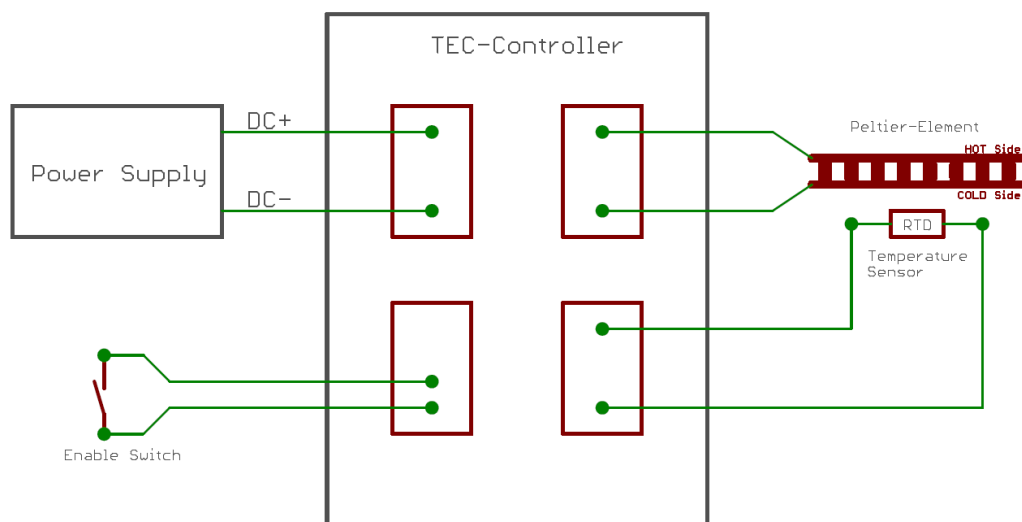 TEC-Controller
DC+
Power Supply
DC-
Peltier-Element
HOT Side
COLD Side
RTD
Temperature
Sensor
Enable Switch